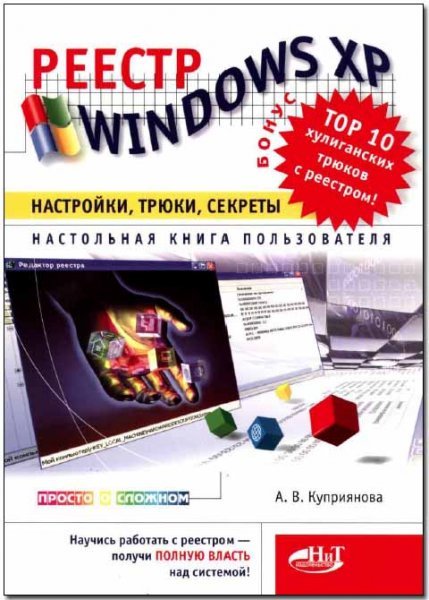 РЕЕСТР
WINDOWS XP
БОНУС
TOP 10
хулиганских
трюков
с реестром!
НАСТРОЙКИ, ТРЮКИ, СЕКРЕТЫ
НАСТОЛЬНАЯ КНИГА ПОЛЬЗОВАТЕЛЯ
Редактор реестра
ПРОСТО О СЛОЖНОМ
А. В. Куприянова
Научись работать с реестром —
получи ПОЛНУЮ ВЛАСТЬ
над системой!
НиТ
издательство